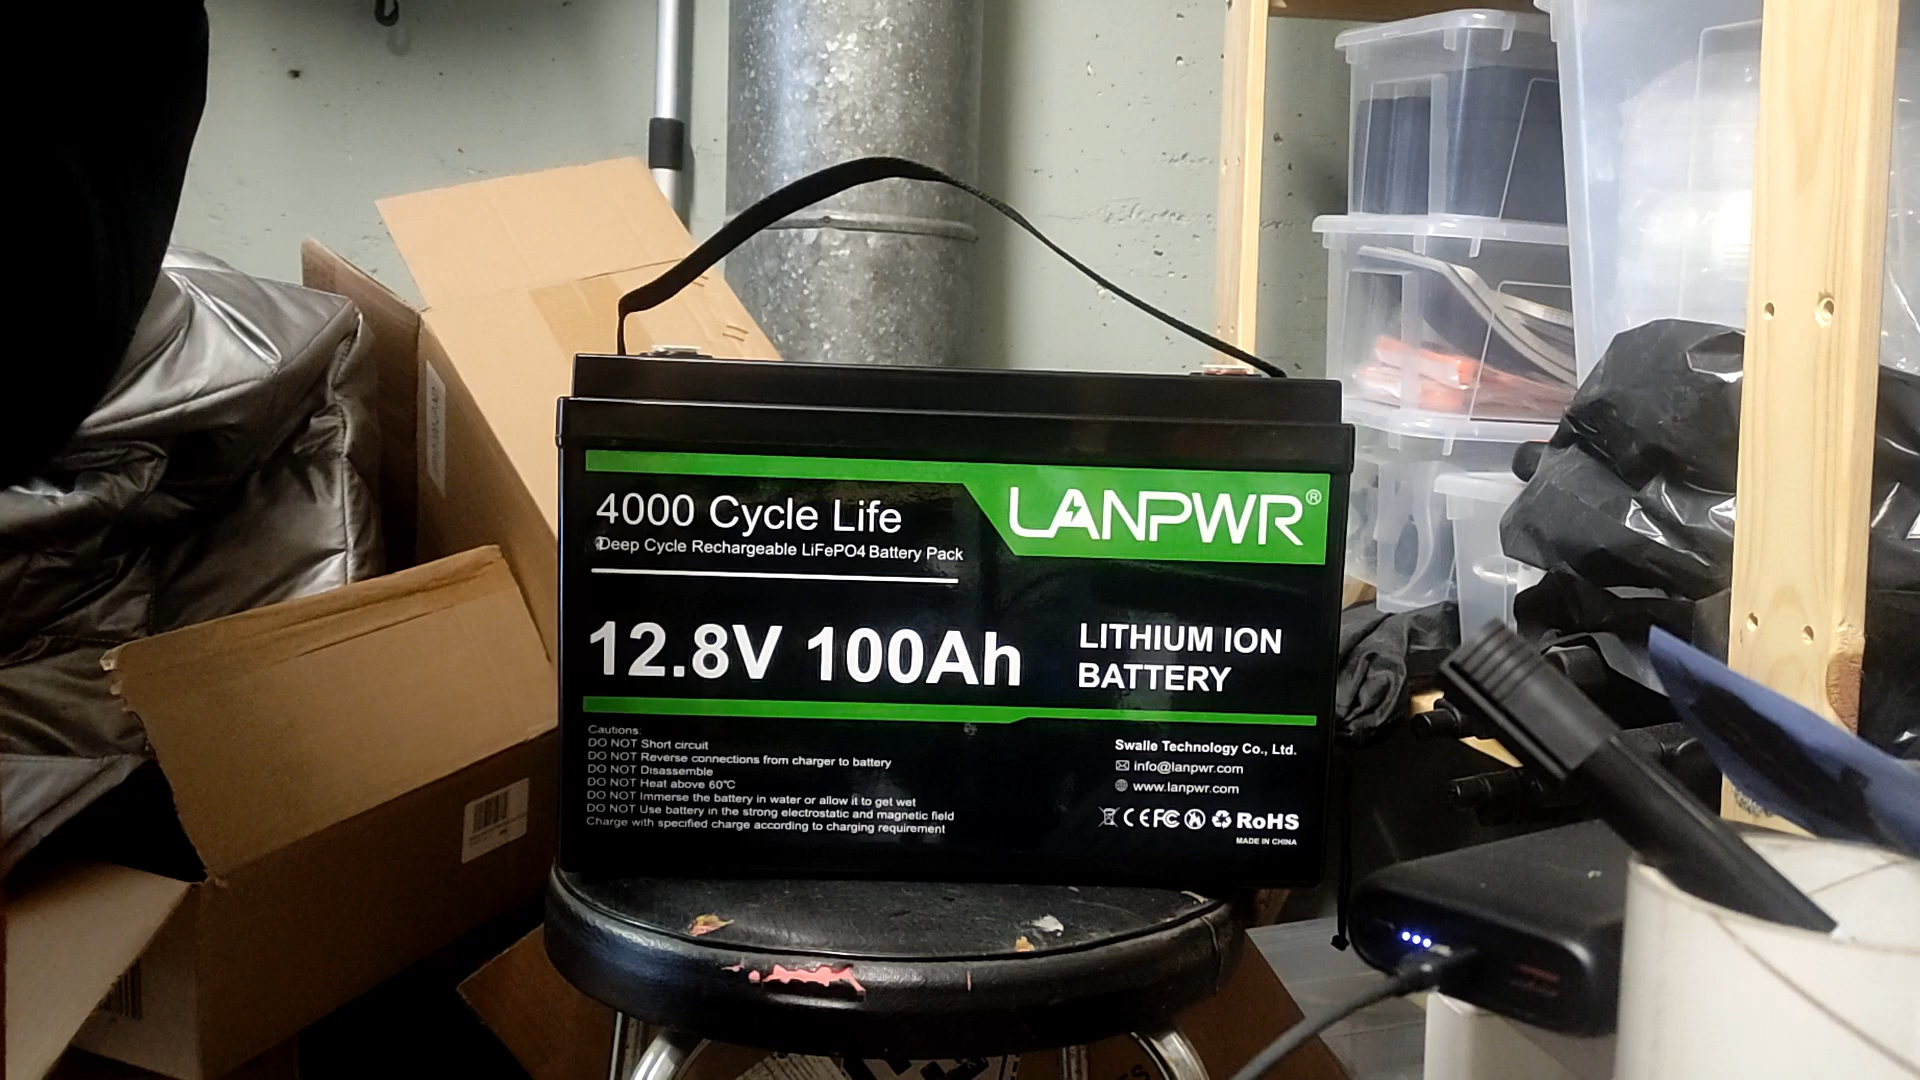 4000 Cycle Life
Deep Cycle Rechargeable LiFePO4 Battery Pack
LANPWR®
12.8V 100Ah
LITHIUM ION
BATTERY
Cautions:
DO NOT Short circuit
DO NOT Reverse connections from charger to battery
DO NOT Disassemble
DO NOT Heat above 60℃
DO NOT Immerse the battery in water or allow it to get wet
DO NOT Use battery in the strong electrostatic and magnetic field
Charge with specified charge according to charging requirement
Swalle Technology Co., Ltd.
info@lanpwr.com
www.lanpwr.com
CE FC RoHS
MADE IN CHINA